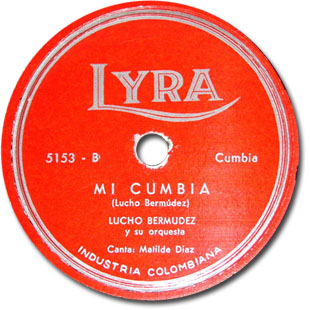 LYRA
5153 - B
Cumbia
MI CUMBIA
(Lucho Bermúdez)
LUCHO BERMUDEZ
y su orquesta
Canta: Matilde Díaz
INDUSTRIA COLOMBIANA